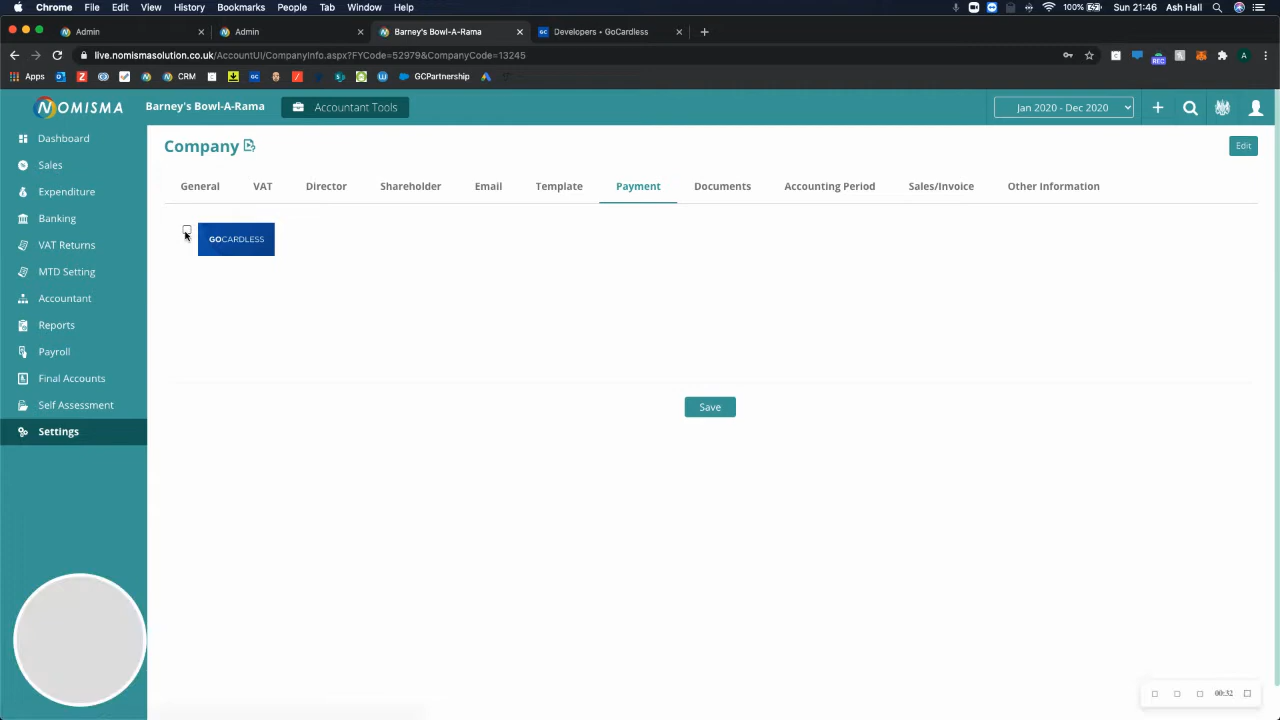 Chrome File Edit View History Bookmarks People Tab Window Help 100% Sun 21:46 Ash Hall
Admin Admin Barney's Bowl-A-Rama Developers • GoCardless
live.nomismasolution.co.uk/AccountUI/CompanyInfo.aspx?FYCode=52979&CompanyCode=13245
Apps CRM GCPartnership
NOMISMA Barney's Bowl-A-Rama Accountant Tools Jan 2020 - Dec 2020
Dashboard
Sales
Expenditure
Banking
VAT Returns
MTD Setting
Accountant
Reports
Payroll
Final Accounts
Self Assessment
Settings
Company Edit
General VAT Director Shareholder Email Template Payment Documents Accounting Period Sales/Invoice Other Information
GOCARDLESS
Save
00:32